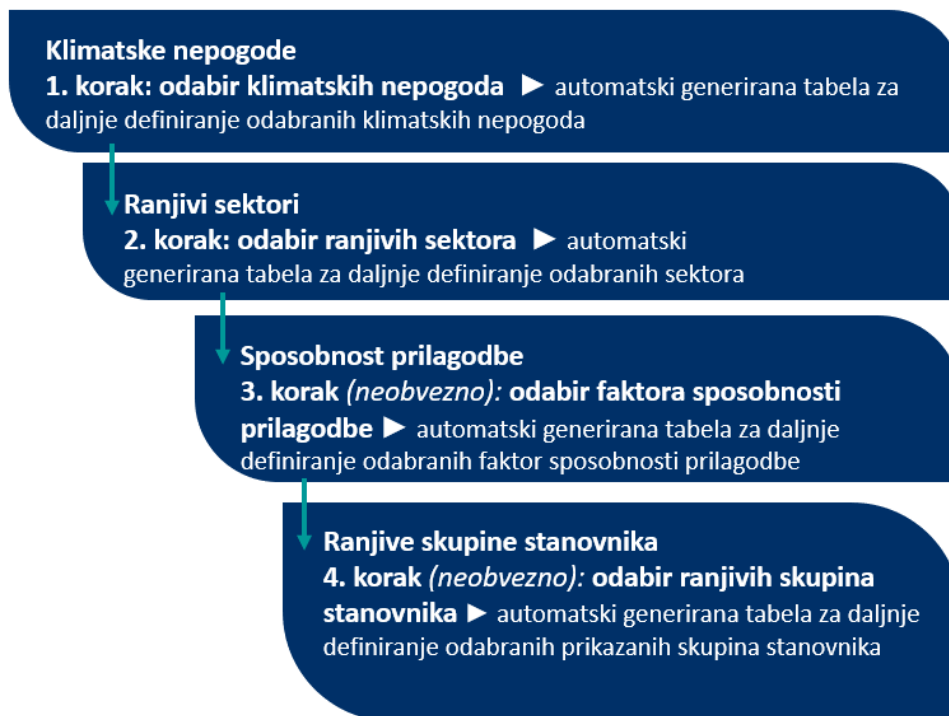 Klimatske nepogode
1. korak: odabir klimatskih nepogoda ► automatski generirana tabela za
daljnje definiranje odabranih klimatskih nepogoda
Ranjivi sektori
2. korak: odabir ranjivih sektora ► automatski
generirana tabela za daljnje definiranje odabranih sektora
Sposobnost prilagodbe
3. korak (neobvezno): odabir faktora sposobnosti
prilagodbe ► automatski generirana tabela za daljnje
definiranje odabranih faktor sposobnosti prilagodbe
Ranjive skupine stanovnika
4. korak (neobvezno): odabir ranjivih skupina
stanovnika ► automatski generirana tabela za daljnje
definiranje odabranih prikazanih skupina stanovnika